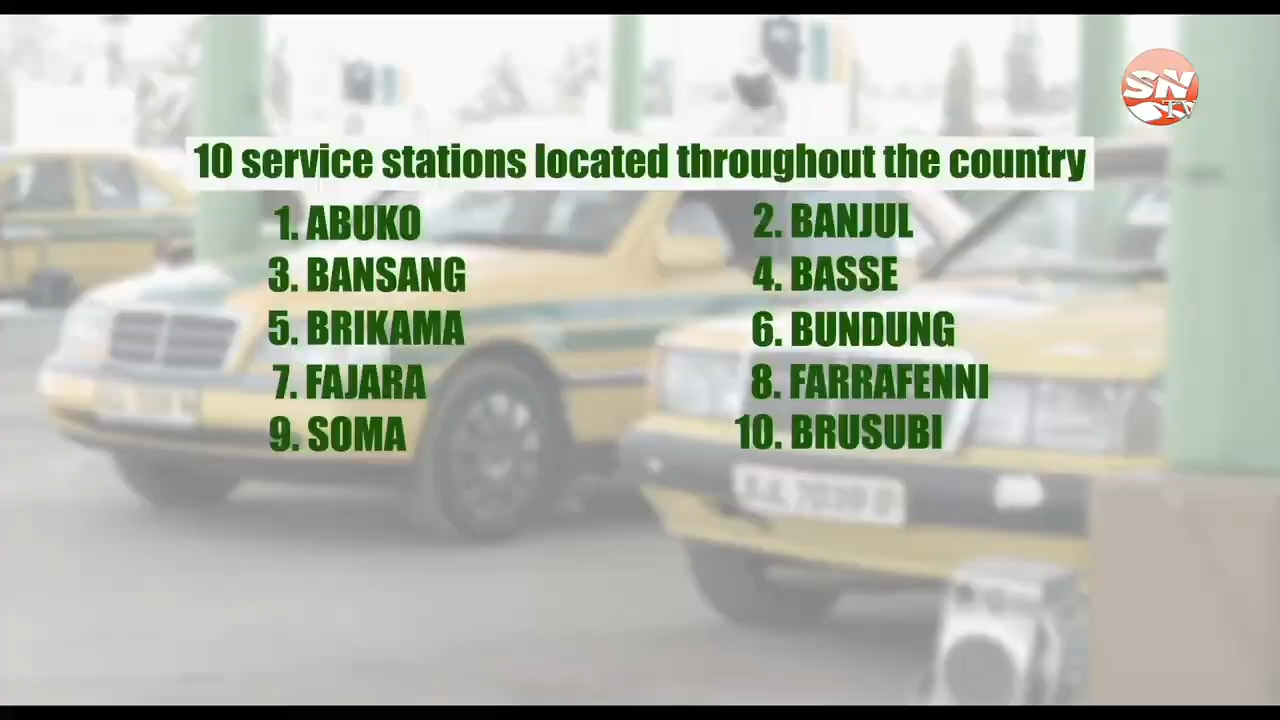 SN
TV
10 service stations located throughout the country
1. ABUKO
2. BANJUL
3. BANSANG
4. BASSE
5. BRIKAMA
6. BUNDUNG
7. FAJARA
8. FARRAFENNI
9. SOMA
10. BRUSUBI